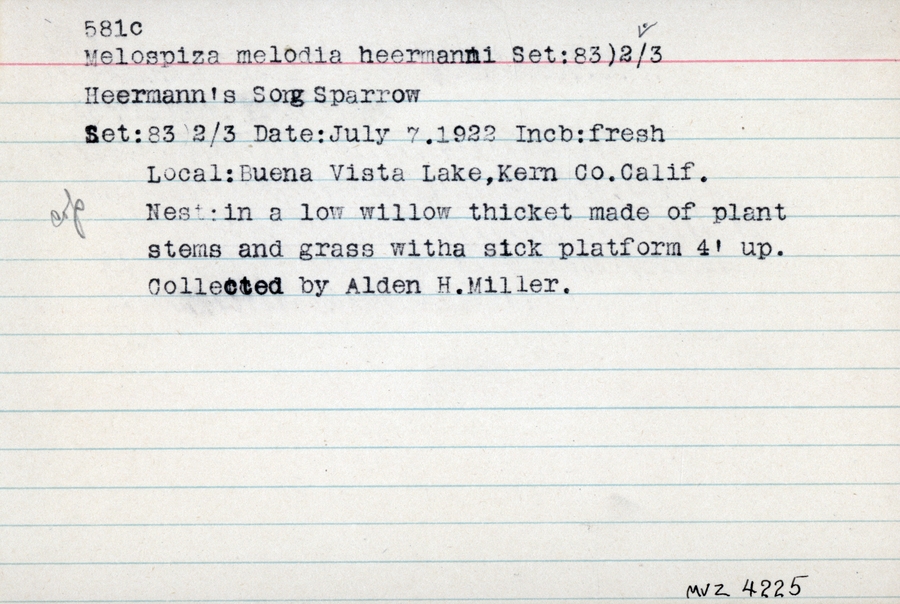 581c
Melospiza melodia heermanni Set:83)2/3
Heermann's Song Sparrow
Set:83 2/3 Date:July 7.1922 Incb:fresh
Local:Buena Vista Lake,Kern Co.Calif.
Nest:in a low willow thicket made of plant
stems and grass witha sick platform 4' up.
Collected by Alden H.Miller.
MVZ 4225